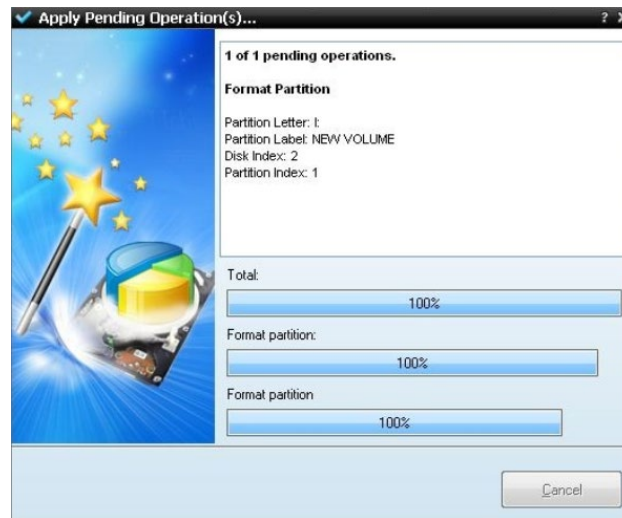 Apply Pending Operation(s)...
1 of 1 pending operations.
Format Partition
Partition Letter: I:
Partition Label: NEW VOLUME
Disk Index: 2
Partition Index: 1
Total:
100%
Format partition:
100%
Format partition
100%
Cancel